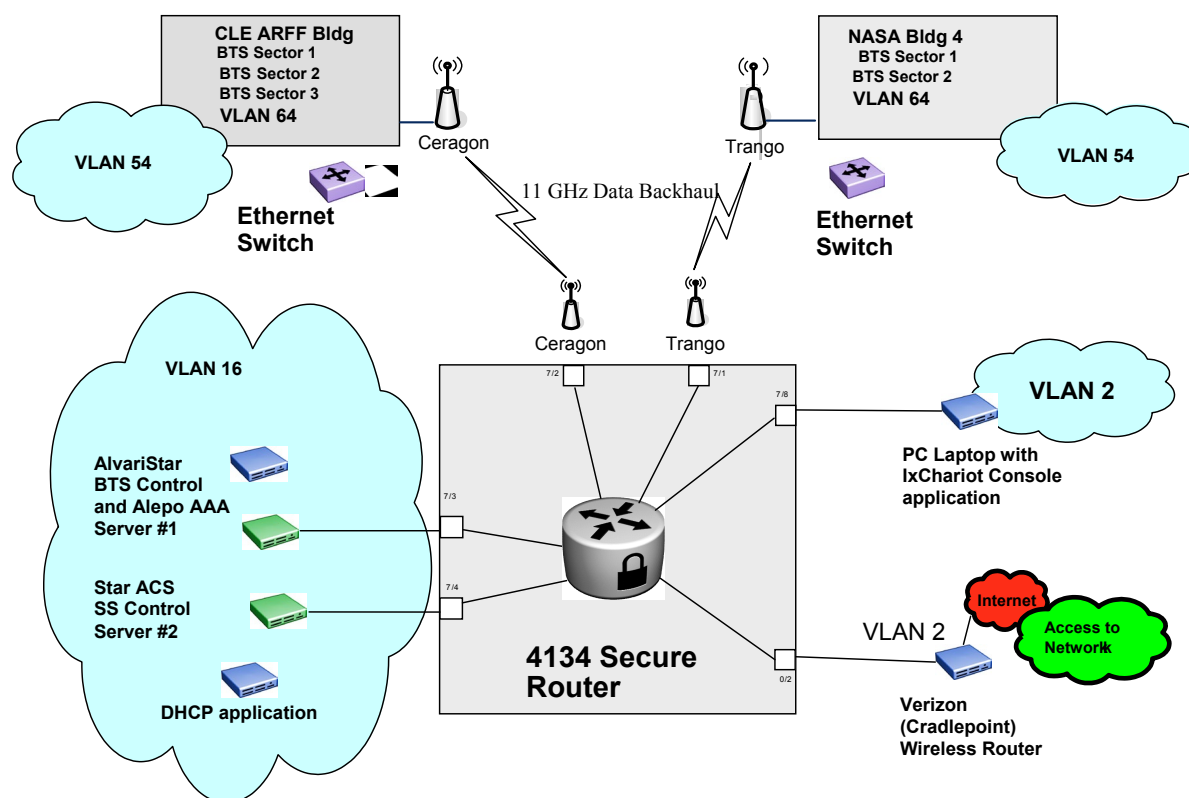 CLE ARFF Bldg
BTS Sector 1
BTS Sector 2
BTS Sector 3
VLAN 64
VLAN 54
Ethernet
Switch
Ceragon
NASA Bldg 4
BTS Sector 1
BTS Sector 2
VLAN 64
VLAN 54
Trango
Ethernet
Switch
11 GHz Data Backhaul
Ceragon
Trango
VLAN 16
AlvariStar
BTS Control
and Alepo AAA
Server #1
Star ACS
SS Control
Server #2
DHCP application
7/2
7/1
7/8
7/3
7/4
0/2
4134 Secure
Router
VLAN 2
PC Laptop with
IxChariot Console
application
VLAN 2
Internet
Access to
Network
Verizon
(Cradlepoint)
Wireless Router